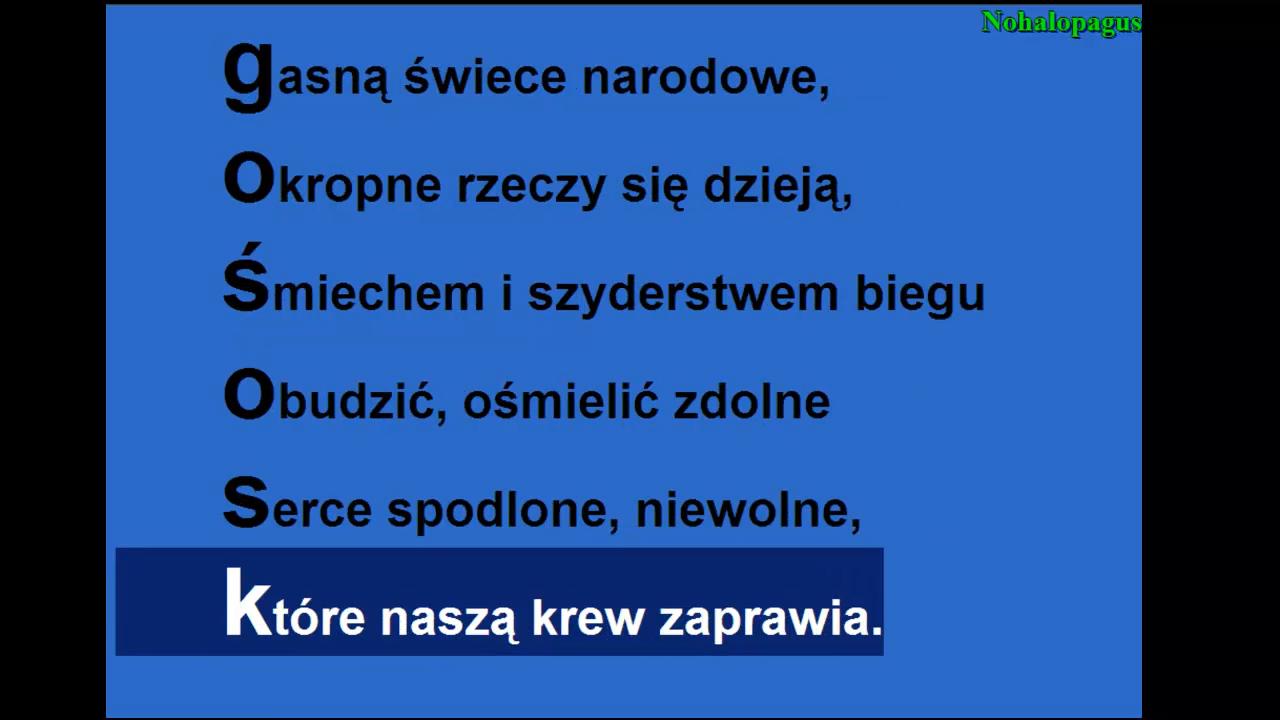 Nohalopagus
gasną świece narodowe,
okropne rzeczy się dzieją,
śmiechem i szyderstwem biegu
obudzić, ośmielić zdolne
serce spodlone, niewolne,
które naszą krew zaprawia.